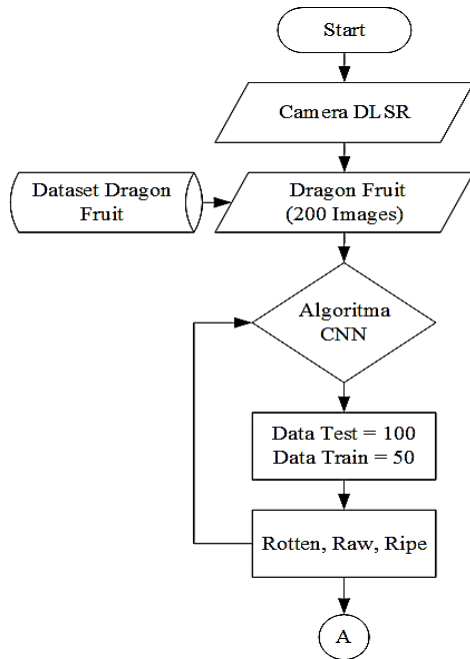 Start
Camera DLSR
Dataset Dragon
Fruit
Dragon Fruit
(200 Images)
Algoritma
CNN
Data Test = 100
Data Train = 50
Rotten, Raw, Ripe
A